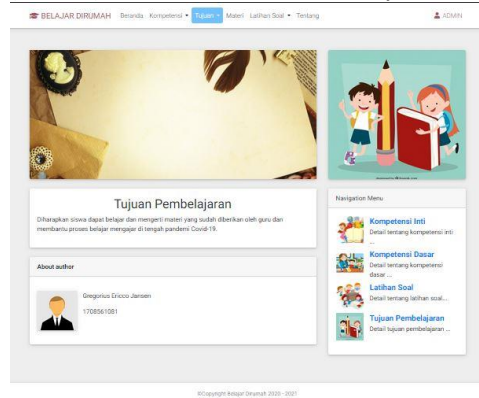 BELAJAR DIRUMAH Beranda Kompetensi Tujuan Materi Latihan Soal Tentang ADMIN
Tujuan Pembelajaran
Diharapkan siswa dapat belajar dan mengerti materi yang sudah diberikan oleh guru dan
membantu proses belajar mengajar di tengah pandemi Covid-19.
About author
Gregorius Ericco Jansen
1708561081
Navigation Menu
Kompetensi Inti
Detail tentang kompetensi inti
...
Kompetensi Dasar
Detail tentang kompetensi
dasar ...
Latihan Soal
Detail tentang latihan soal...
Tujuan Pembelajaran
Detail tujuan pembelajaran ...
©Copyright Belajar Dirumah 2020 - 2021